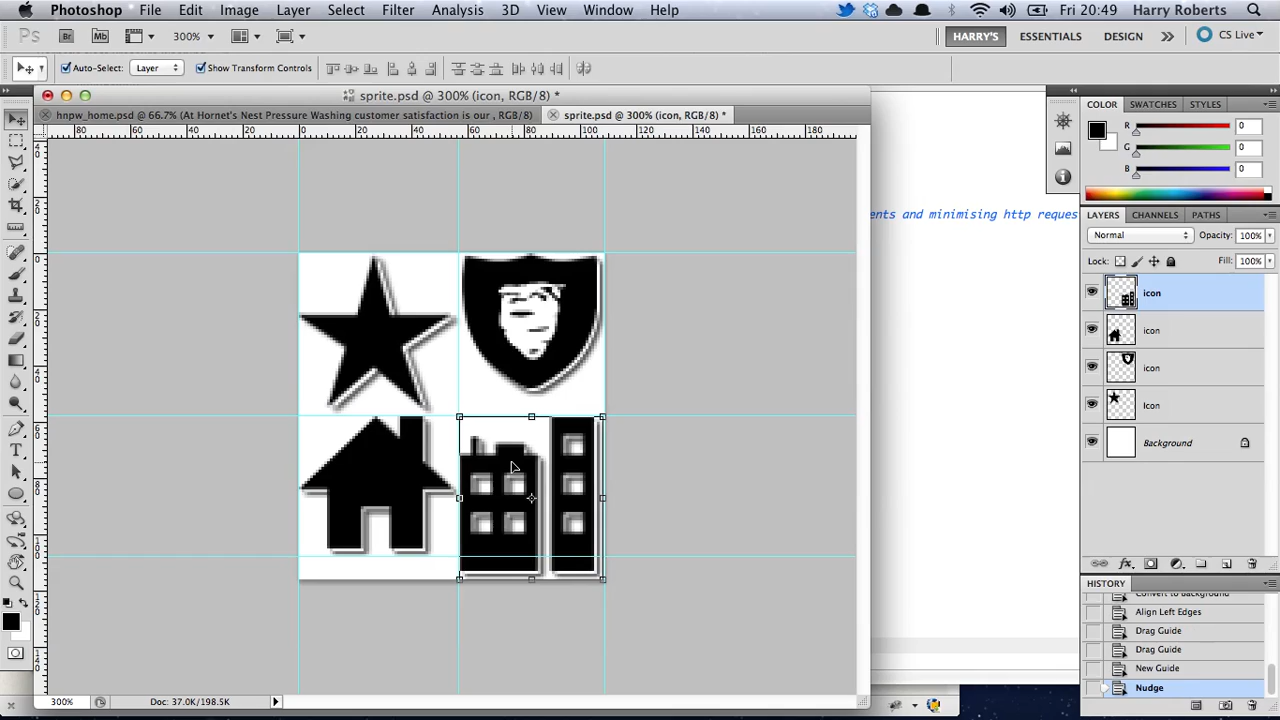 Photoshop File Edit Image Layer Select Filter Analysis 3D View Window Help Fri 20:49 Harry Roberts
Ps Br Mb 300% HARRY'S ESSENTIALS DESIGN CS Live
Auto-Select: Layer Show Transform Controls
sprite.psd @ 300% (icon, RGB/8) *
hnpw_home.psd @ 66.7% (At Hornet's Nest Pressure Washing customer satisfaction is our , RGB/8) sprite.psd @ 300% (icon, RGB/8) *
80 60 40 20 0 20 40 60 80 100 120 140 160 180
ents and minimising http reques
COLOR SWATCHES STYLES
R 0
G 0
B 0
LAYERS CHANNELS PATHS
Normal Opacity: 100%
Lock: Fill: 100%
icon
icon
icon
icon
Background
HISTORY
Convert to Background
Align Left Edges
Drag Guide
Drag Guide
New Guide
Nudge
300% Doc: 37.0K/198.5K